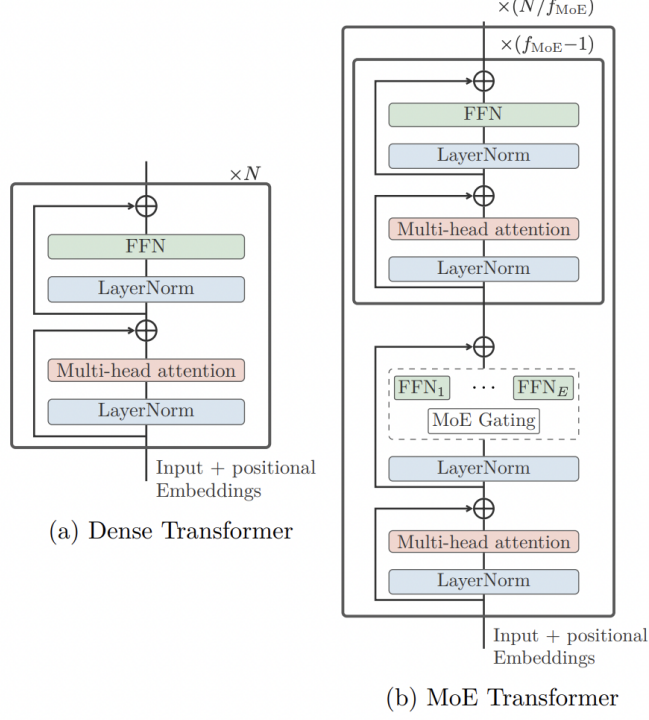 ×N
FFN
LayerNorm
Multi-head attention
LayerNorm
Input + positional
Embeddings
(a) Dense Transformer
×(N/f_MoE)
×(f_MoE−1)
FFN
LayerNorm
Multi-head attention
LayerNorm
FFN₁ ··· FFN_E
MoE Gating
LayerNorm
Multi-head attention
LayerNorm
Input + positional
Embeddings
(b) MoE Transformer